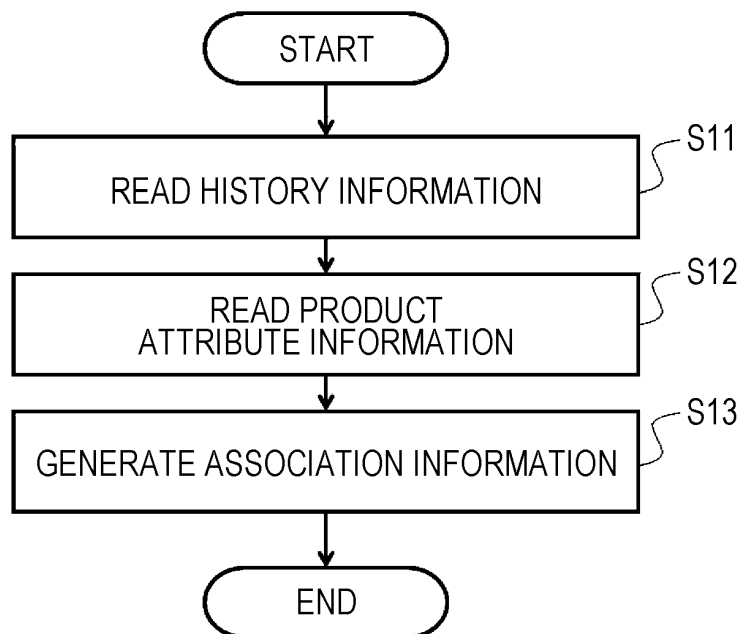 START
S11
READ HISTORY INFORMATION
S12
READ PRODUCT
ATTRIBUTE INFORMATION
S13
GENERATE ASSOCIATION INFORMATION
END